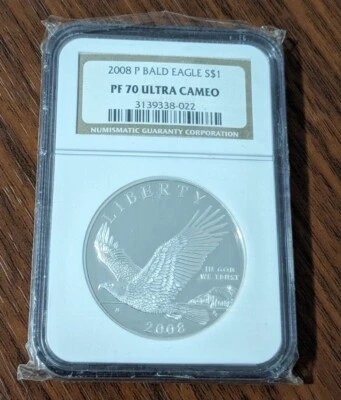 2008 P BALD EAGLE S$1
PF 70 ULTRA CAMEO
3139338-022
NUMISMATIC GUARANTY CORPORATION
LIBERTY
IN GOD
WE TRUST
P
2008